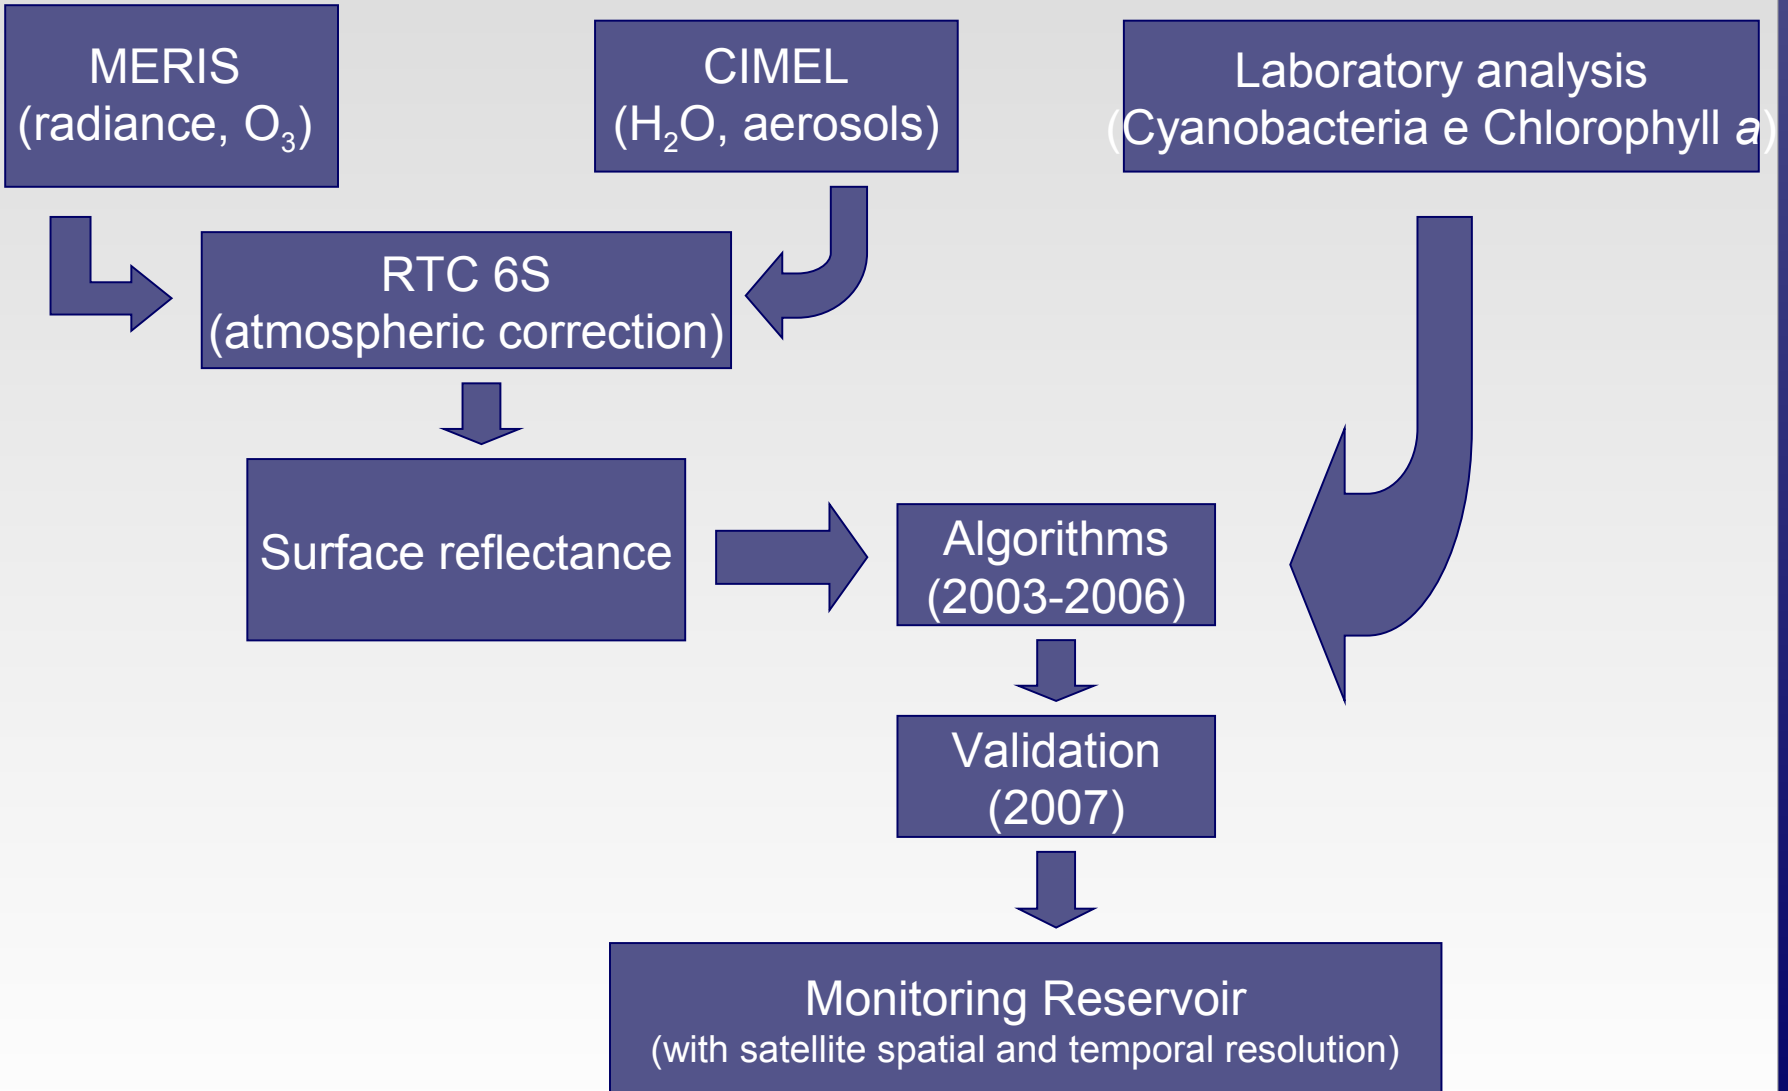 MERIS
(radiance, O₃)
CIMEL
(H₂O, aerosols)
Laboratory analysis
(Cyanobacteria e Chlorophyll a)
RTC 6S
(atmospheric correction)
Surface reflectance
Algorithms
(2003-2006)
Validation
(2007)
Monitoring Reservoir
(with satellite spatial and temporal resolution)